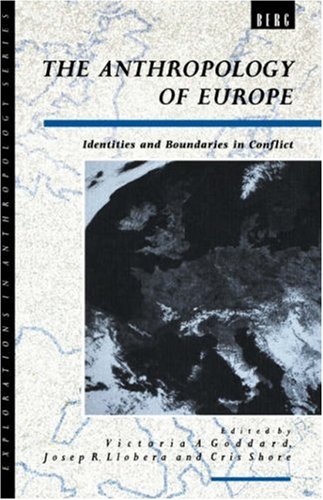 BERG
THE ANTHROPOLOGY
OF EUROPE
Identities and Boundaries in Conflict
Edited by
Victoria A. Goddard,
Josep R. Llobera and Cris Shore
EXPLORATIONS IN ANTHROPOLOGY SERIES